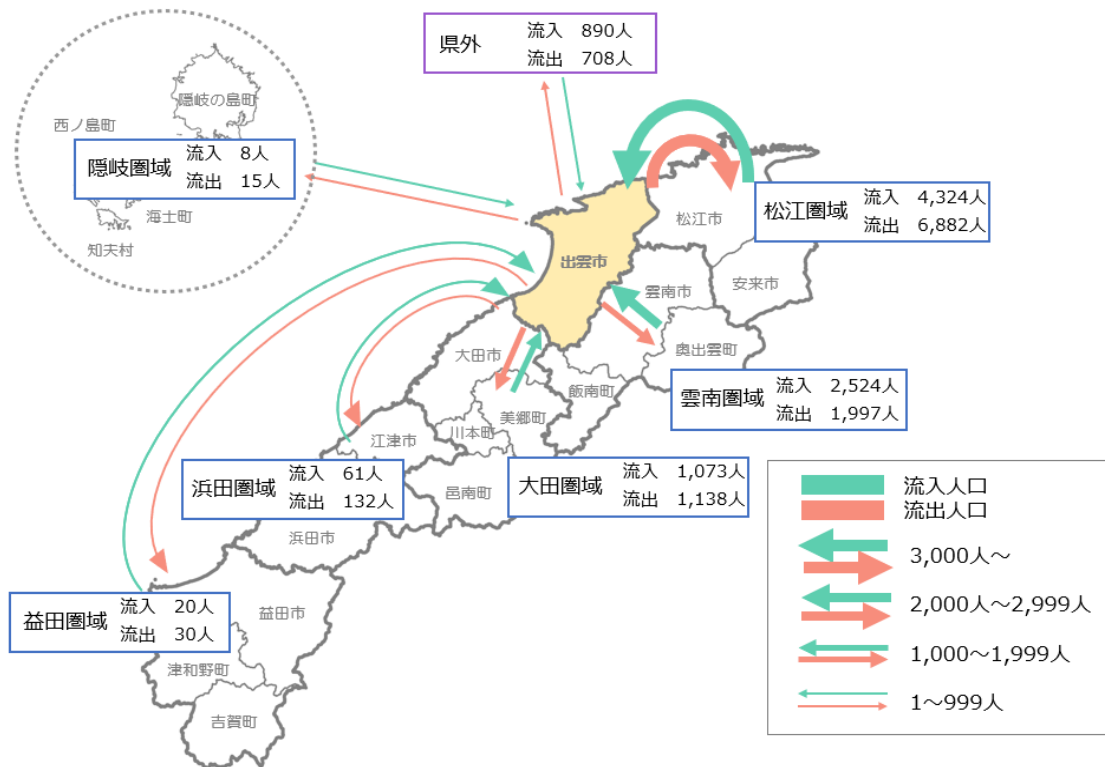 県外
流入 890人
流出 708人
隠岐の島町
西ノ島町
隠岐圏域
流入 8人
流出 15人
海士町
知夫村
松江市
松江圏域
流入 4,324人
流出 6,882人
出雲市
雲南市
安来市
奥出雲町
大田市
飯南町
雲南圏域
流入 2,524人
流出 1,997人
美郷町
川本町
江津市
浜田圏域
流入 61人
流出 132人
大田圏域
流入 1,073人
流出 1,138人
邑南町
浜田市
益田圏域
流入 20人
流出 30人
益田市
津和野町
吉賀町
流入人口
流出人口
3,000人～
2,000人～2,999人
1,000～1,999人
1～999人